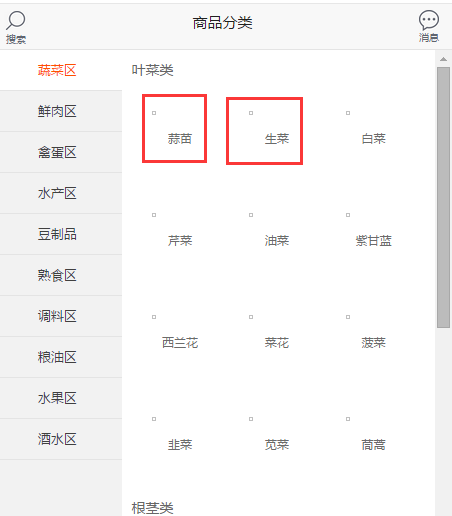 商品分类
搜索
消息
蔬菜区
鲜肉区
禽蛋区
水产区
豆制品
熟食区
调料区
粮油区
水果区
酒水区
叶菜类
蒜苗 生菜 白菜
芹菜 油菜 紫甘蓝
西兰花 菜花 菠菜
韭菜 苋菜 茼蒿
根茎类